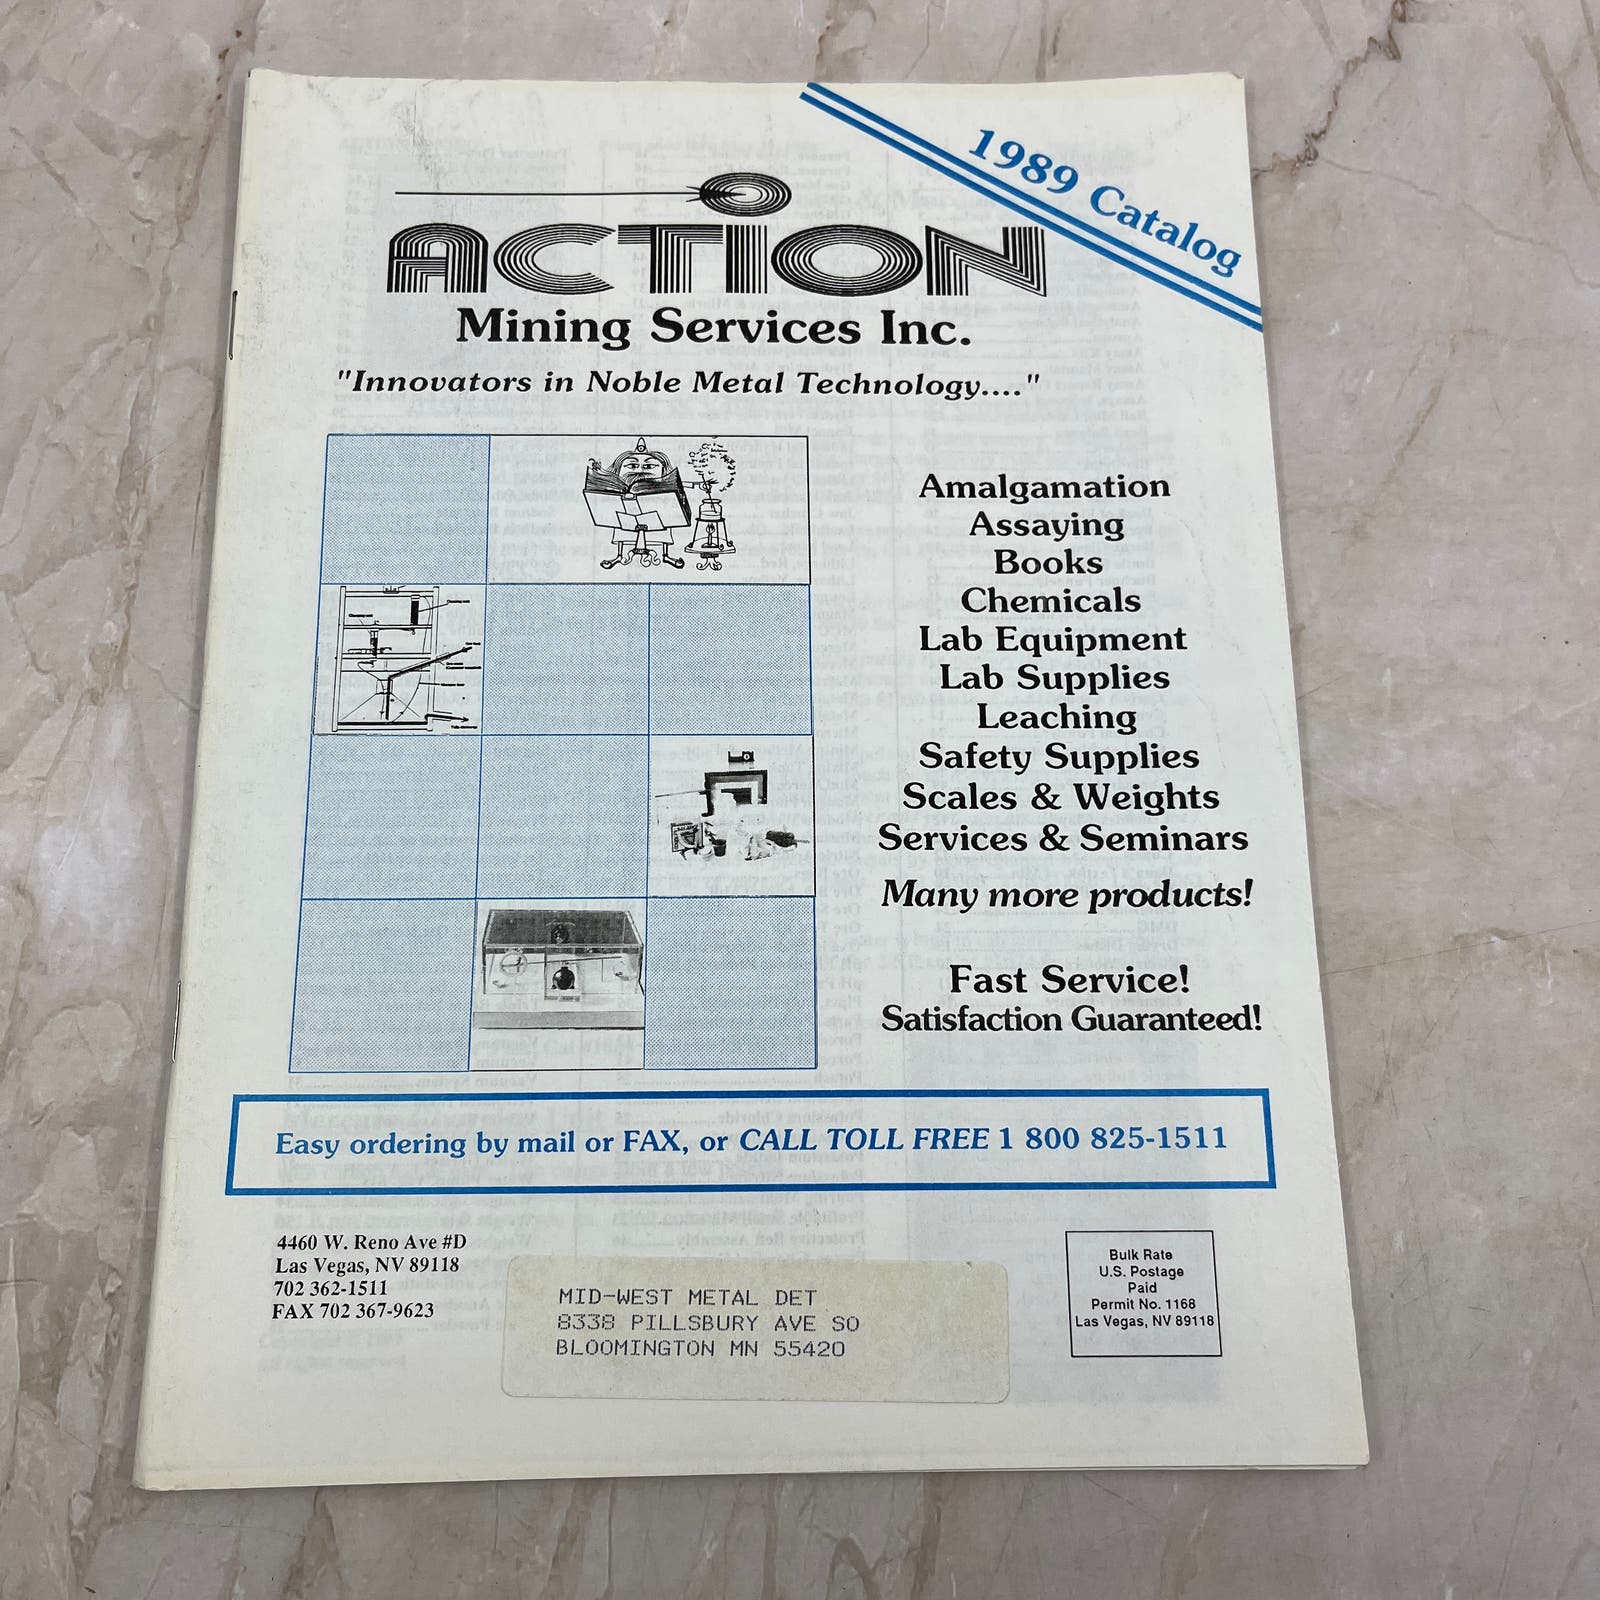 1989 Catalog
ACTION
Mining Services Inc.
"Innovators in Noble Metal Technology...."
Amalgamation
Assaying
Books
Chemicals
Lab Equipment
Lab Supplies
Leaching
Safety Supplies
Scales & Weights
Services & Seminars
Many more products!
Fast Service!
Satisfaction Guaranteed!
Easy ordering by mail or FAX, or CALL TOLL FREE 1 800 825-1511
4460 W. Reno Ave #D
Las Vegas, NV 89118
702 362-1511
FAX 702 367-9623
MID-WEST METAL DET
8338 PILLSBURY AVE SO
BLOOMINGTON MN 55420
Bulk Rate
U.S. Postage
Paid
Permit No. 1168
Las Vegas, NV 89118